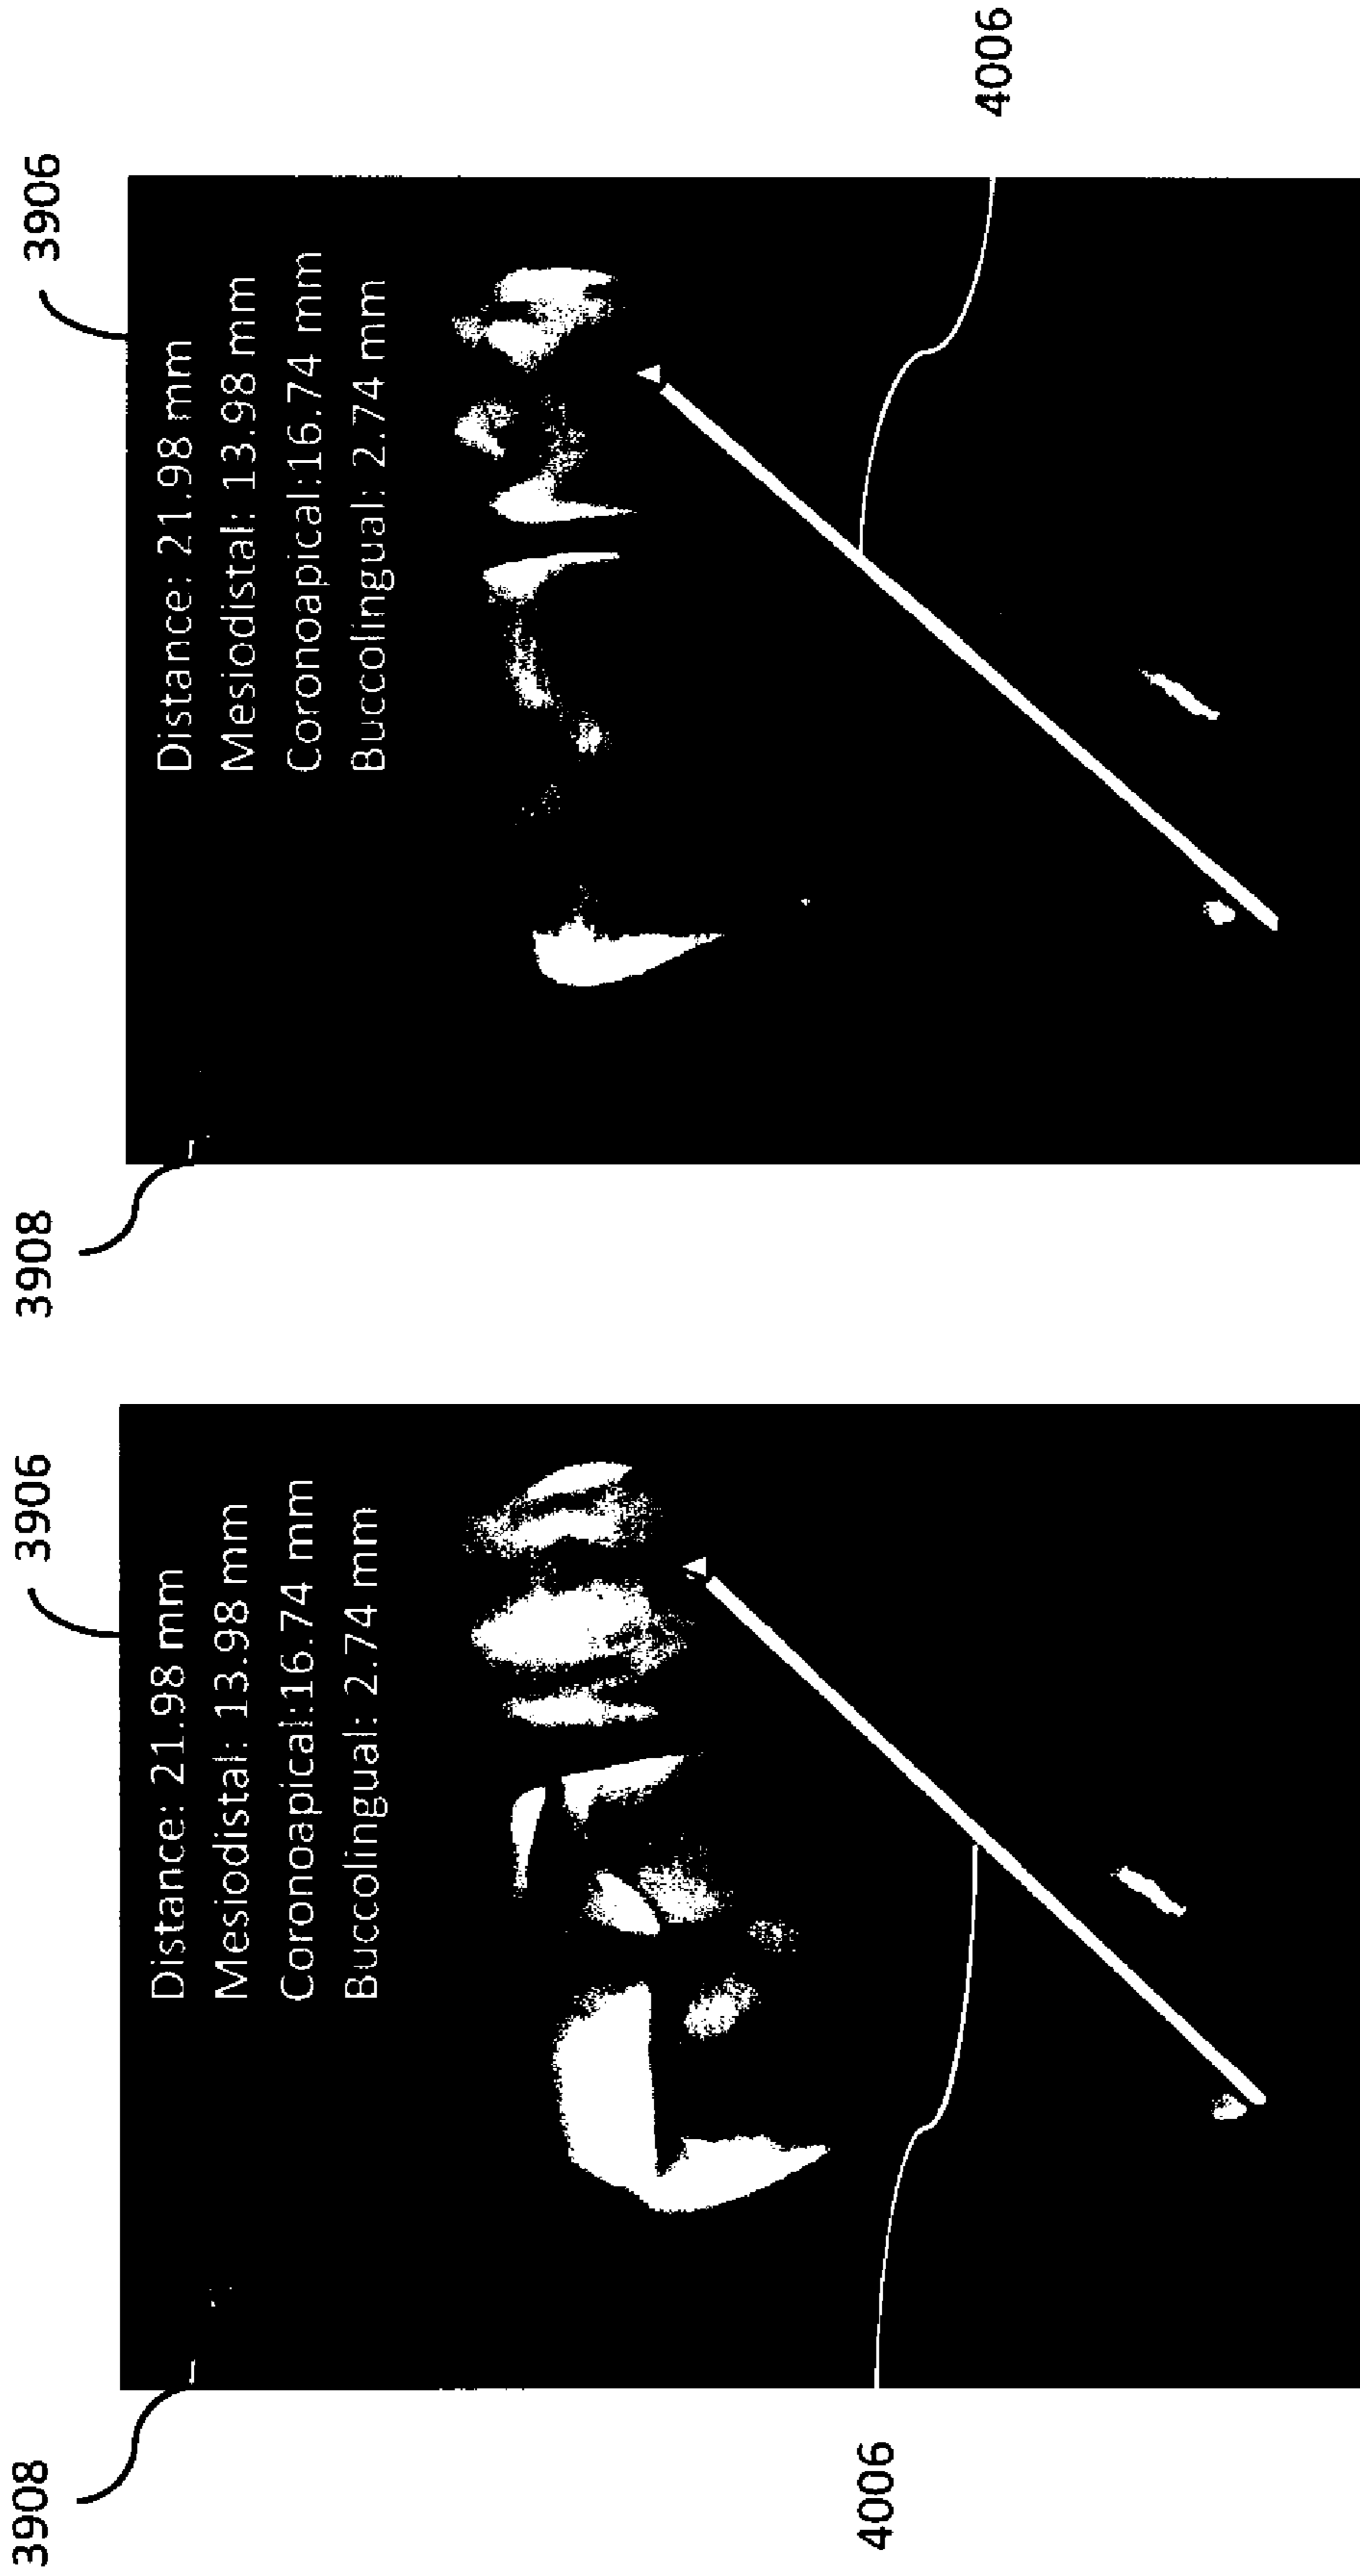 3908
3906
Distance: 21.98 mm
Mesiodistal: 13.98 mm
Coronoapical:16.74 mm
Buccolingual: 2.74 mm
4006
3908
3906
Distance: 21.98 mm
Mesiodistal: 13.98 mm
Coronoapical:16.74 mm
Buccolingual: 2.74 mm
4006